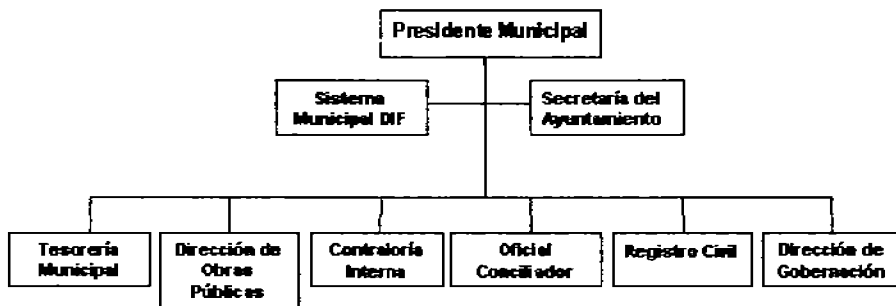 Presidente Municipal
Sistema
Municipal DIF
Secretaría del
Ayuntamiento
Tesorería
Municipal
Dirección de
Obras
Públicas
Contraloría
Interna
Oficial
Conciliador
Registro Civil
Dirección de
Gobernación